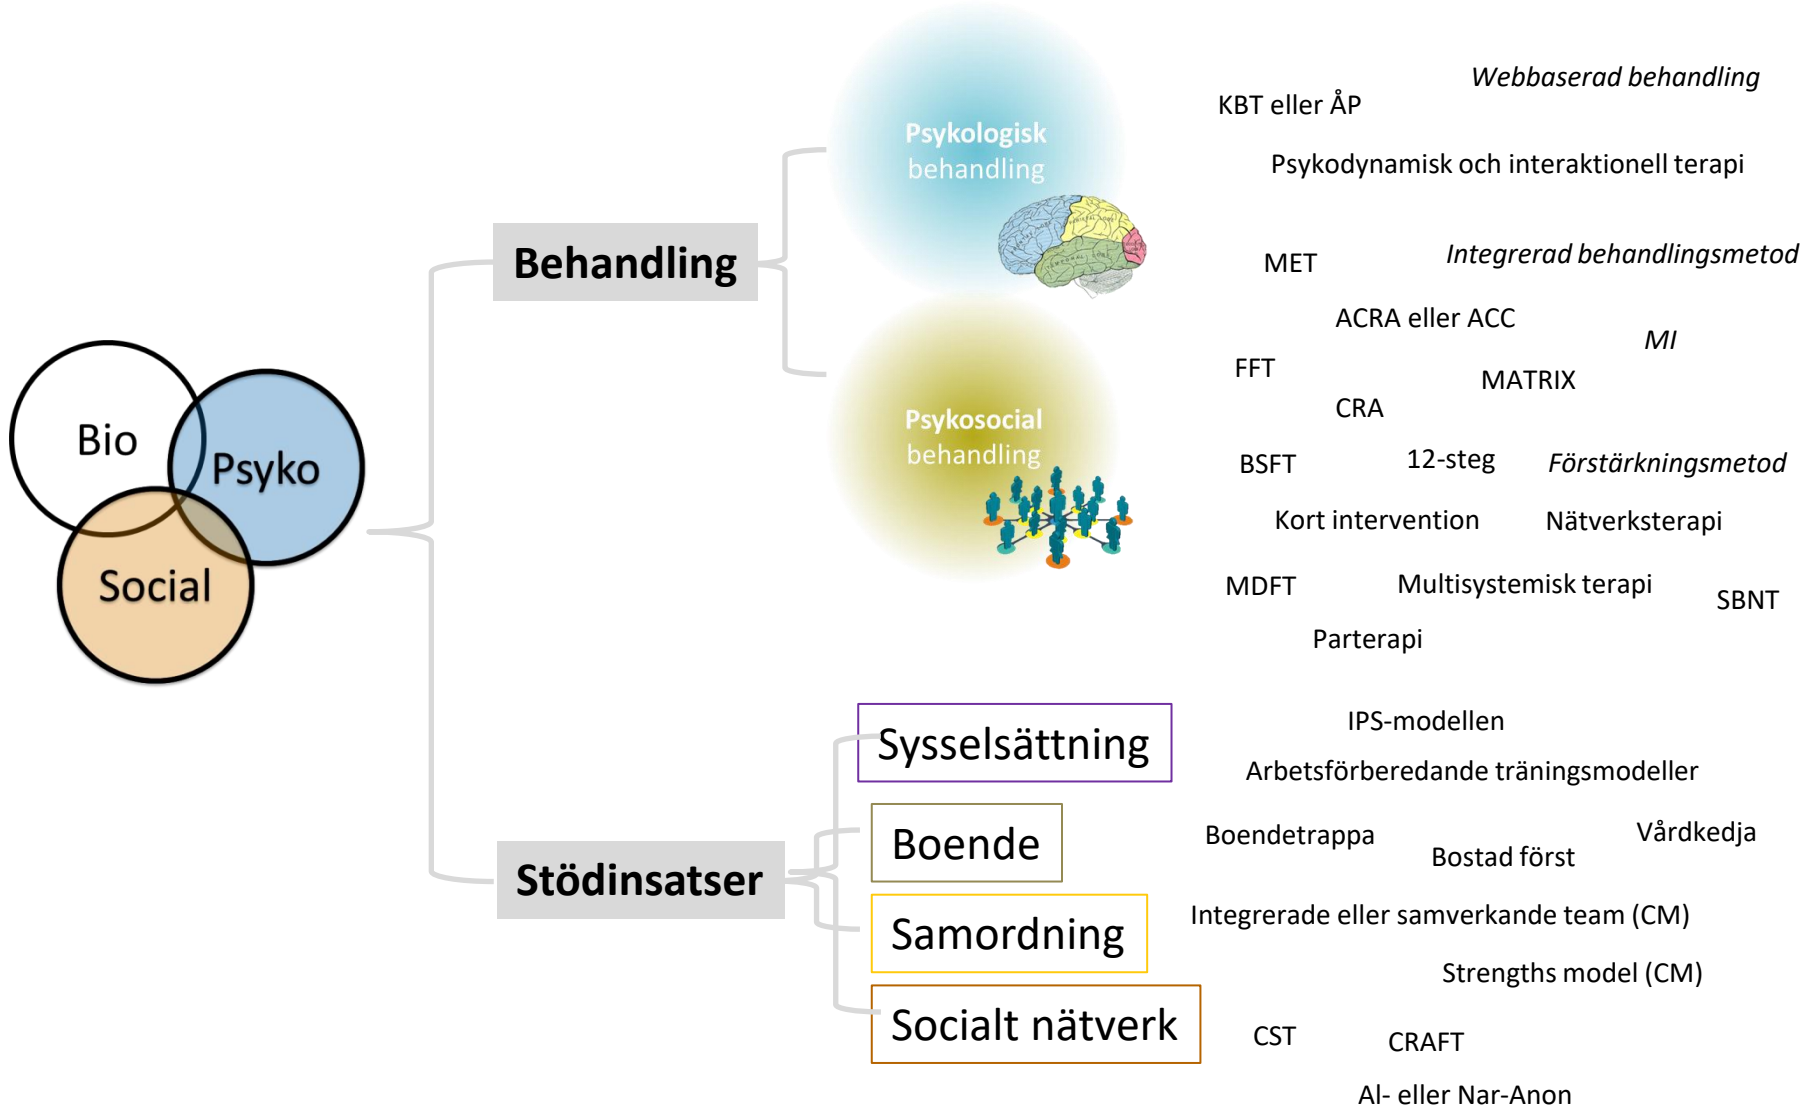 Bio
Psyko
Social
Behandling
Stödinsatser
Psykologisk
behandling
Psykosocial
behandling
Sysselsättning
Boende
Samordning
Socialt nätverk
Webbaserad behandling
KBT eller ÅP
Psykodynamisk och interaktionell terapi
Integrerad behandlingsmetod
MET
ACRA eller ACC
MI
FFT
MATRIX
CRA
BSFT
12-steg
Förstärkningsmetod
Kort intervention
Nätverksterapi
MDFT
Multisystemisk terapi
SBNT
Parterapi
IPS-modellen
Arbetsförberedande träningsmodeller
Boendetrappa
Vårdkedja
Bostad först
Integrerade eller samverkande team (CM)
Strengths model (CM)
CST
CRAFT
Al- eller Nar-Anon